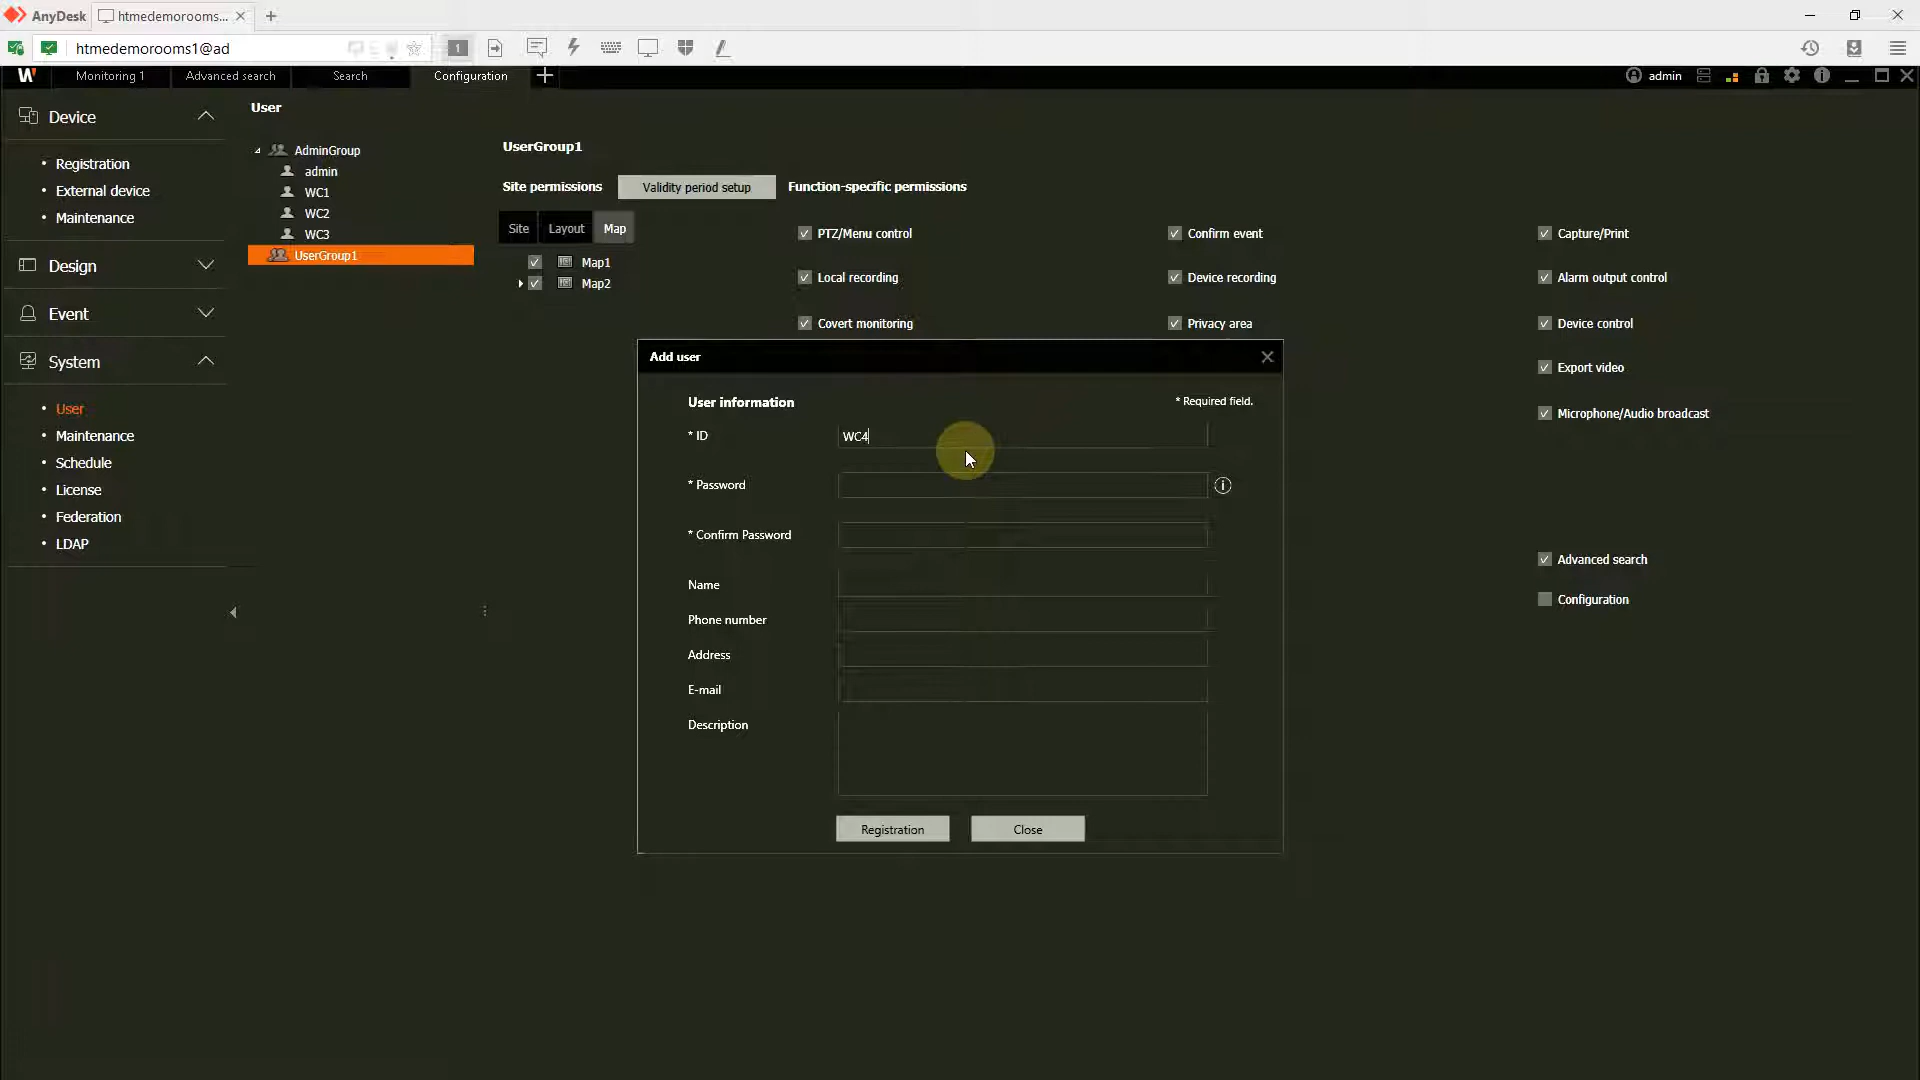 AnyDesk htmedemorooms...
htmedemorooms1@ad 1
W Monitoring 1 Advanced search Search Configuration admin
Device
Registration
External device
Maintenance
Design
Event
System
User
Maintenance
Schedule
License
Federation
LDAP
User
AdminGroup
admin
WC1
WC2
WC3
UserGroup1
UserGroup1
Site permissions Validity period setup Function-specific permissions
Site Layout Map
Map1
Map2
PTZ/Menu control Confirm event Capture/Print
Local recording Device recording Alarm output control
Covert monitoring Privacy area Device control
Export video
Microphone/Audio broadcast
Advanced search
Configuration
Add user
User information * Required field.
* ID WC4
* Password
* Confirm Password
Name
Phone number
Address
E-mail
Description
Registration Close